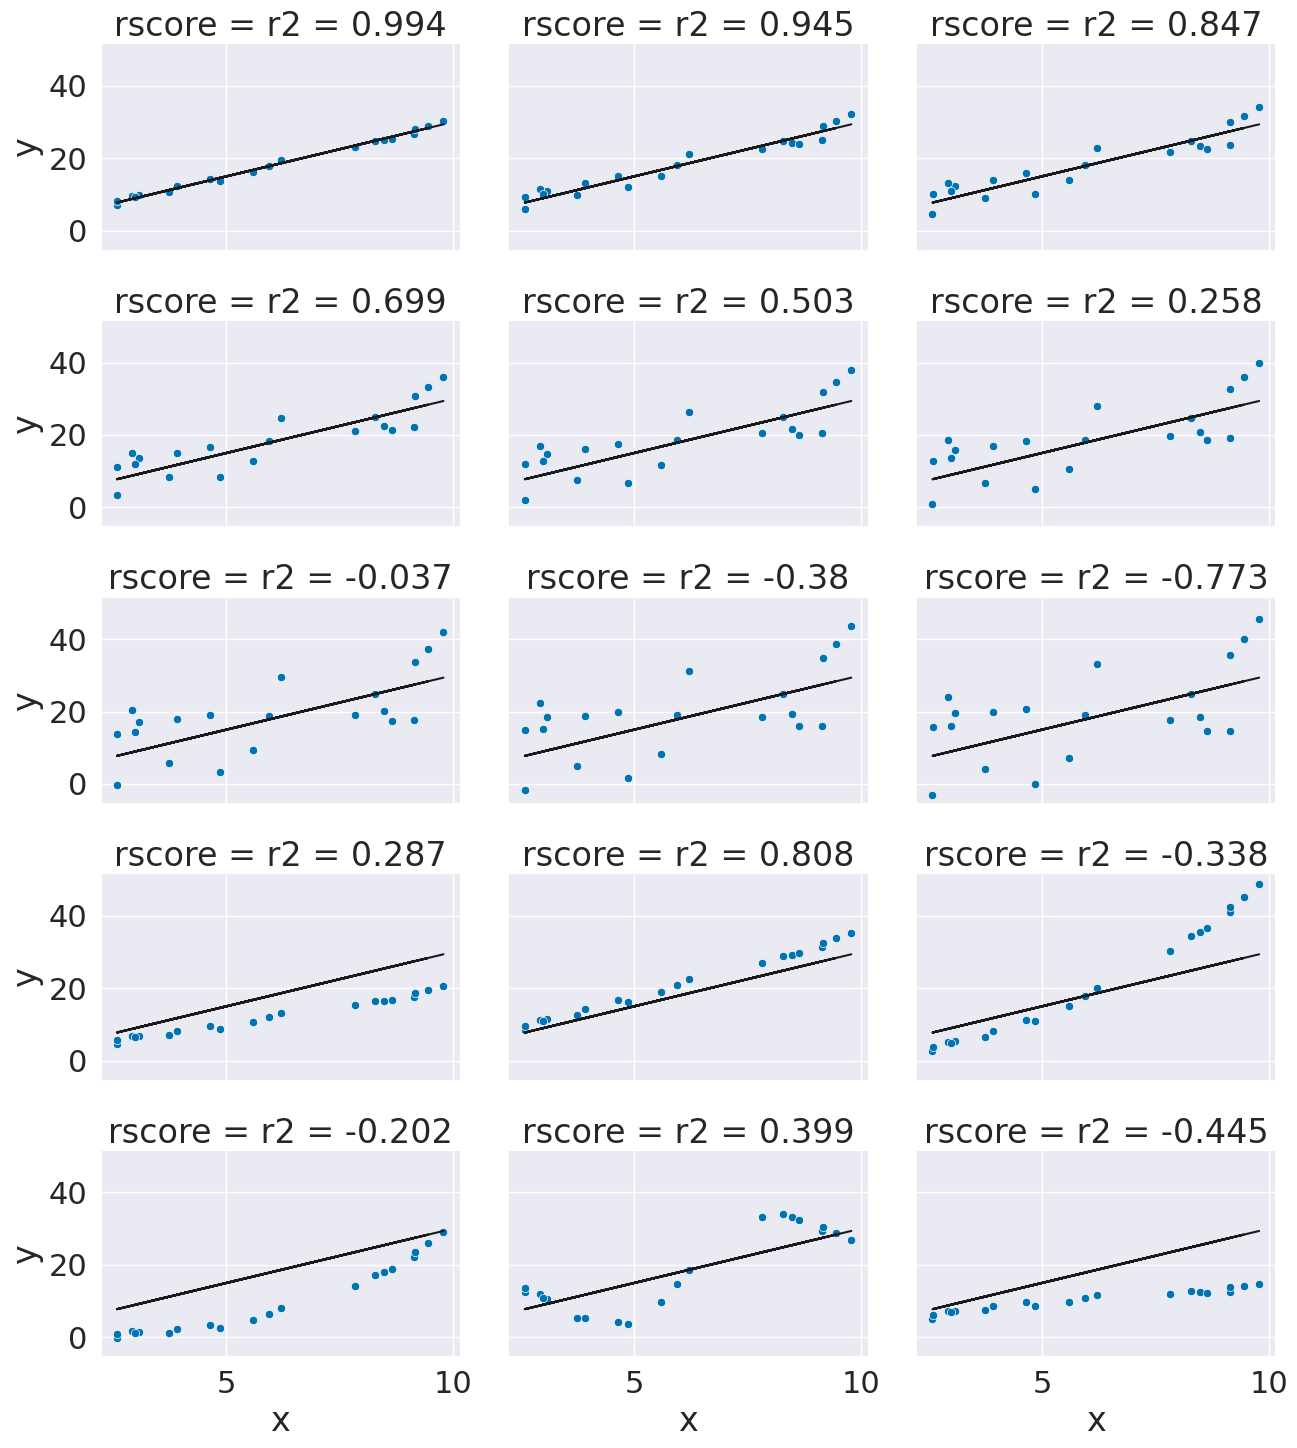 rscore = r2 = 0.994 rscore = r2 = 0.945 rscore = r2 = 0.847
40
20
0
y
rscore = r2 = 0.699 rscore = r2 = 0.503 rscore = r2 = 0.258
40
20
0
y
rscore = r2 = -0.037 rscore = r2 = -0.38 rscore = r2 = -0.773
40
20
0
y
rscore = r2 = 0.287 rscore = r2 = 0.808 rscore = r2 = -0.338
40
20
0
y
rscore = r2 = -0.202 rscore = r2 = 0.399 rscore = r2 = -0.445
40
20
0
y
5 10 5 10 5 10
x x x